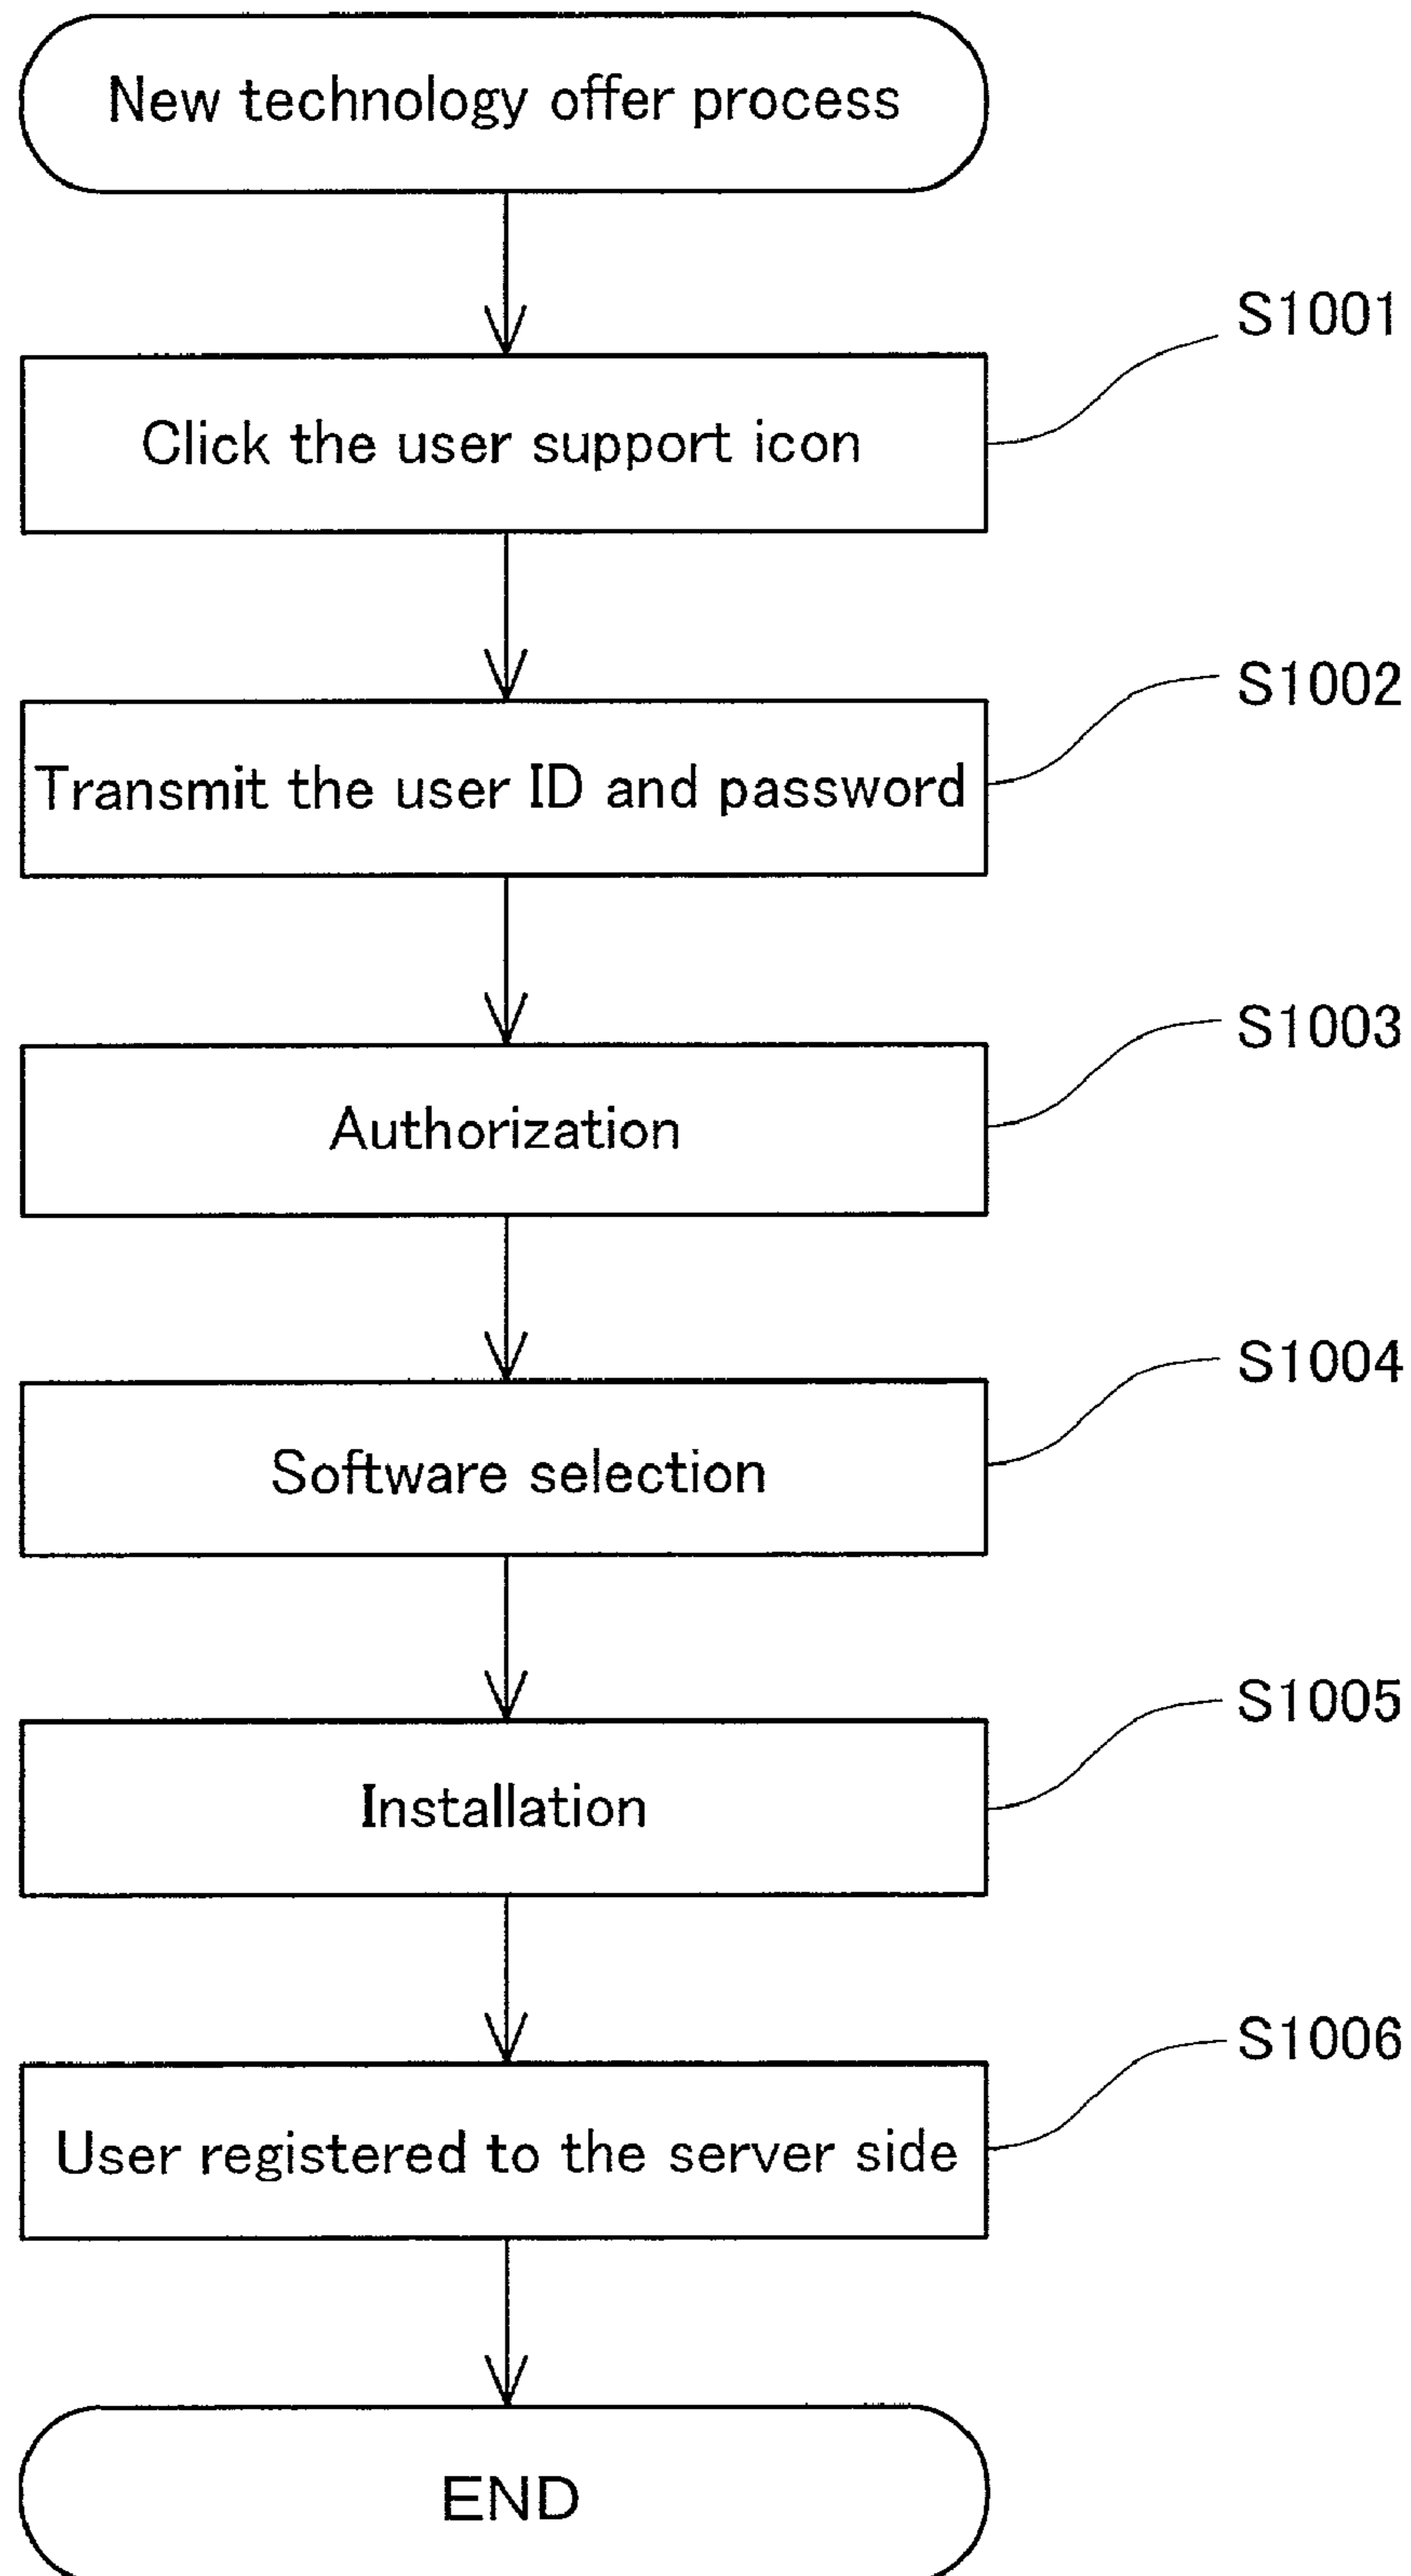 New technology offer process
S1001
Click the user support icon
S1002
Transmit the user ID and password
S1003
Authorization
S1004
Software selection
S1005
Installation
S1006
User registered to the server side
END